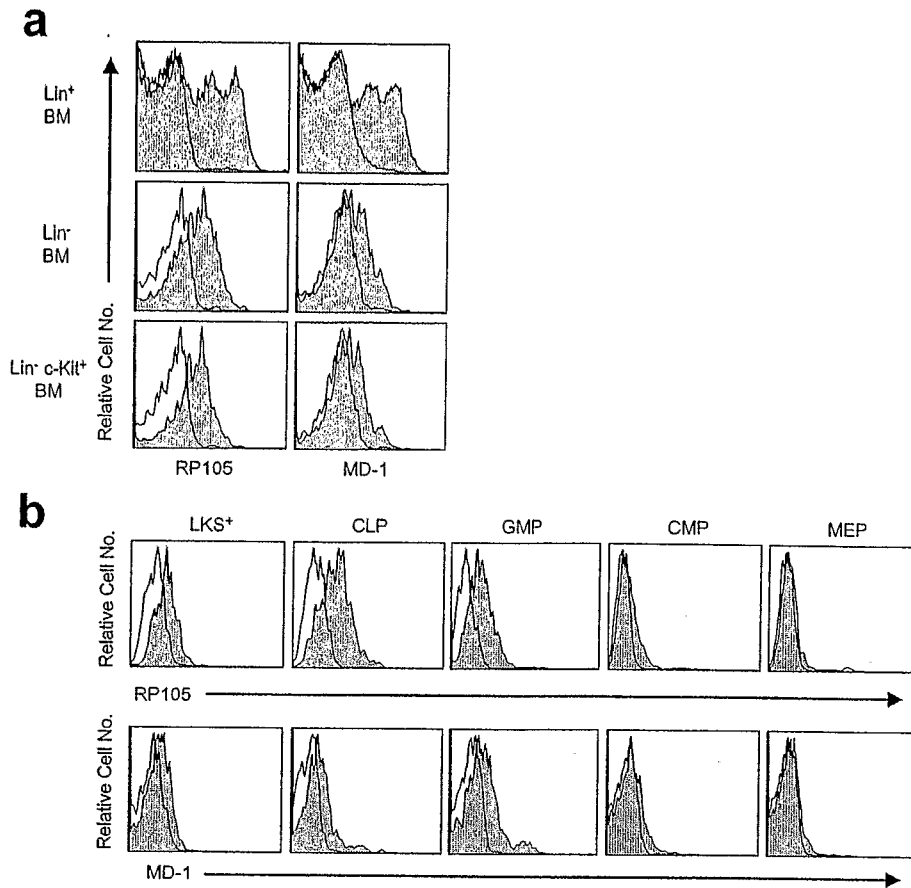 a
Lin+
BM
Lin-
BM
Lin- c-Kit+
BM
Relative Cell No.
RP105
MD-1
b
LKS+
CLP
GMP
CMP
MEP
Relative Cell No.
RP105
Relative Cell No.
MD-1